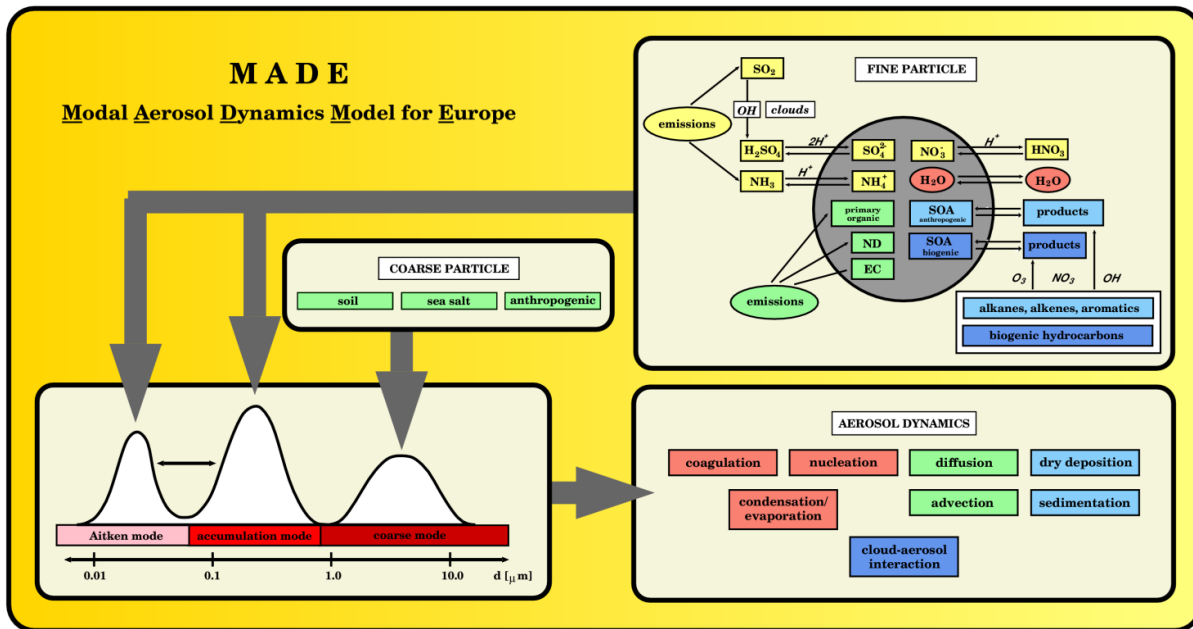 M A D E
Modal Aerosol Dynamics Model for Europe
FINE PARTICLE
SO2
OH
clouds
emissions
H2SO4
2H+
SO4 2-
NO3-
H+
HNO3
NH3
H+
NH4+
H2O
H2O
primary
organic
SOA
anthropogenic
products
ND
SOA
biogenic
products
EC
emissions
O3
NO3
OH
alkanes, alkenes, aromatics
biogenic hydrocarbons
COARSE PARTICLE
soil
sea salt
anthropogenic
Aitken mode
accumulation mode
coarse mode
0.01
0.1
1.0
10.0
d [μm]
AEROSOL DYNAMICS
coagulation
nucleation
diffusion
dry deposition
condensation/
evaporation
advection
sedimentation
cloud-aerosol
interaction